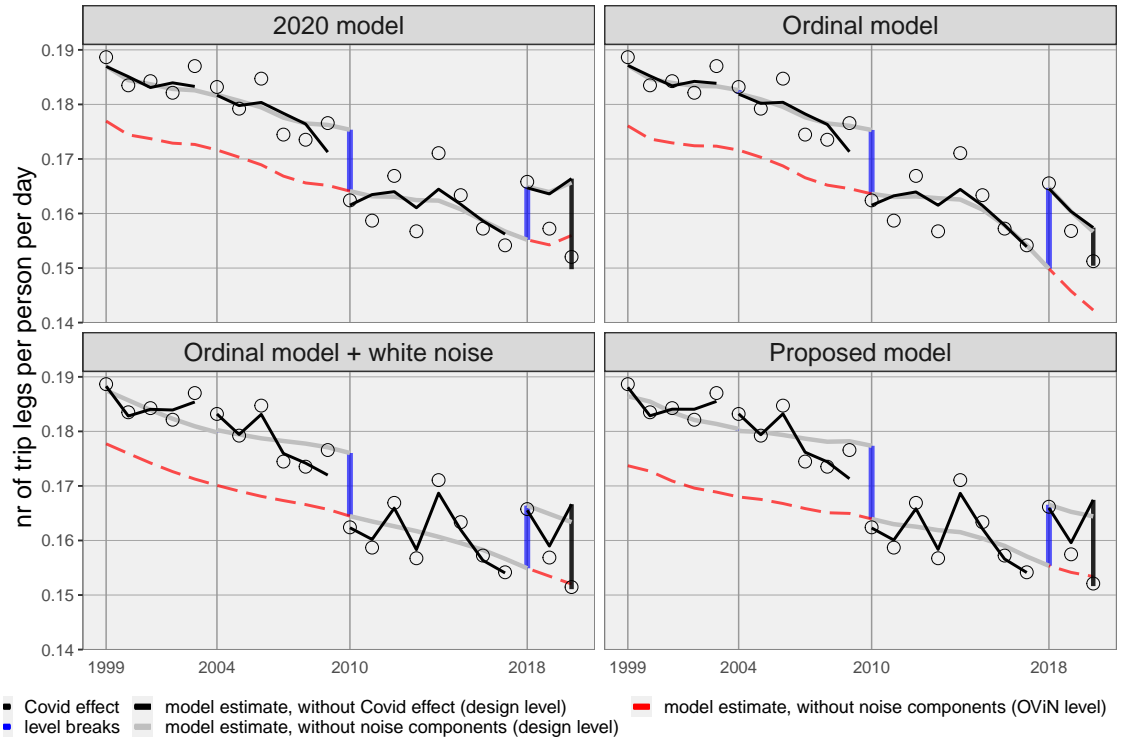 2020 model
Ordinal model
0.19
0.18
0.17
0.16
0.15
0.14
Ordinal model + white noise
Proposed model
0.19
0.18
0.17
0.16
0.15
0.14
nr of trip legs per person per day
1999
2004
2010
2018
1999
2004
2010
2018
Covid effect
model estimate, without Covid effect (design level)
model estimate, without noise components (OViN level)
level breaks
model estimate, without noise components (design level)